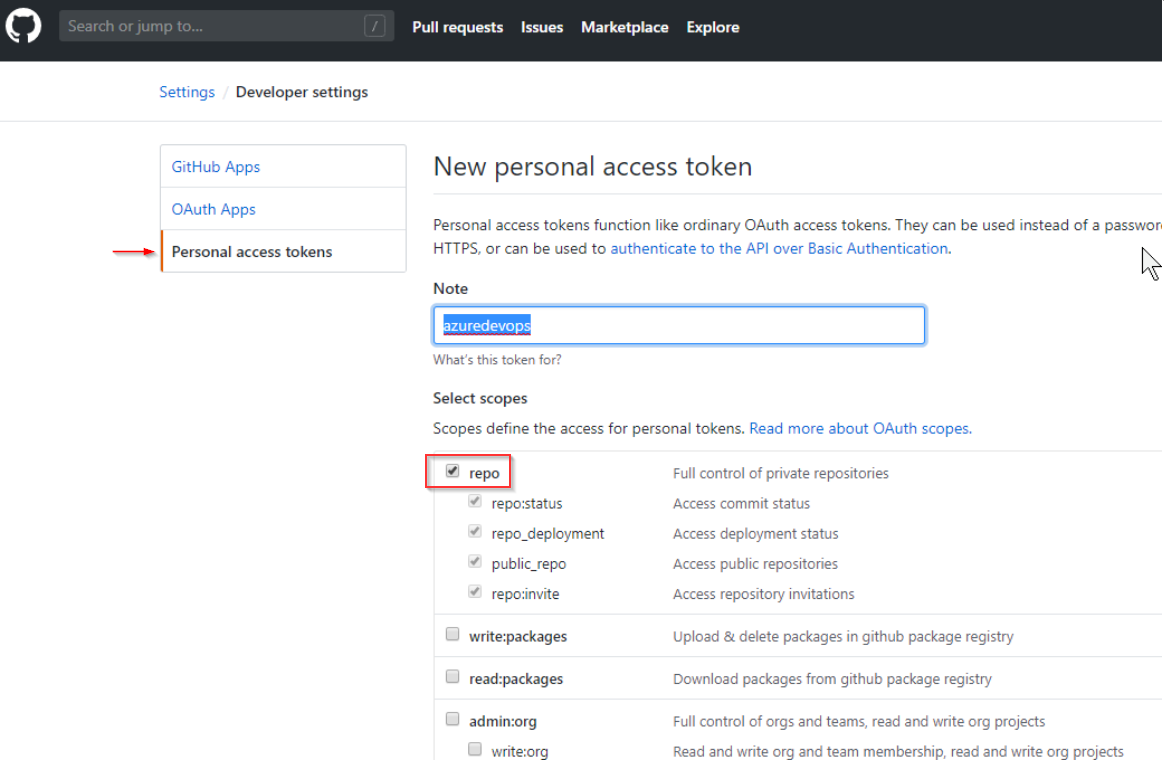 Search or jump to... /
Pull requests Issues Marketplace Explore
Settings / Developer settings
GitHub Apps
OAuth Apps
Personal access tokens
New personal access token
Personal access tokens function like ordinary OAuth access tokens. They can be used instead of a passwor
HTTPS, or can be used to authenticate to the API over Basic Authentication.
Note
azuredevops
What's this token for?
Select scopes
Scopes define the access for personal tokens. Read more about OAuth scopes.
repo Full control of private repositories
repo:status Access commit status
repo_deployment Access deployment status
public_repo Access public repositories
repo:invite Access repository invitations
write:packages Upload & delete packages in github package registry
read:packages Download packages from github package registry
admin:org Full control of orgs and teams, read and write org projects
write:org Read and write org and team membership, read and write org projects